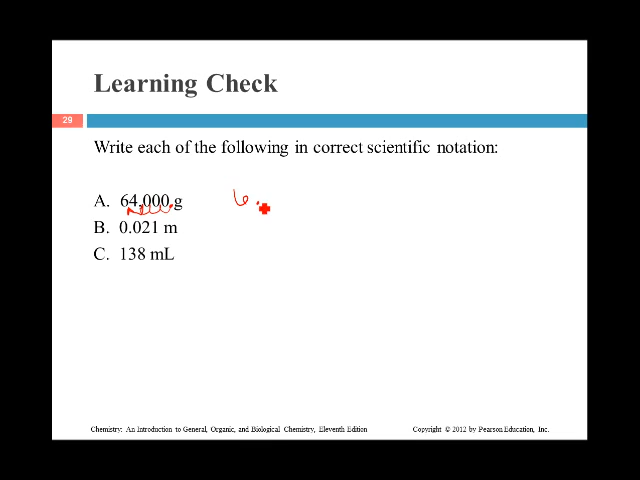 Learning Check
29
Write each of the following in correct scientific notation:
A. 64,000 g 6.
B. 0.021 m
C. 138 mL
Chemistry: An Introduction to General, Organic, and Biological Chemistry, Eleventh Edition
Copyright © 2012 by Pearson Education, Inc.